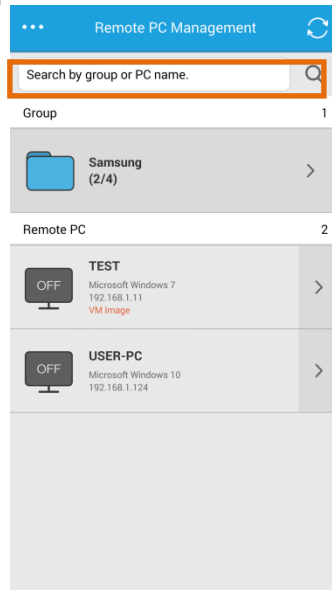 Remote PC Management
Search by group or PC name.
Group 1
Samsung
(2/4)
Remote PC 2
OFF
TEST
Microsoft Windows 7
192.168.1.11
VM Image
OFF
USER-PC
Microsoft Windows 10
192.168.1.124